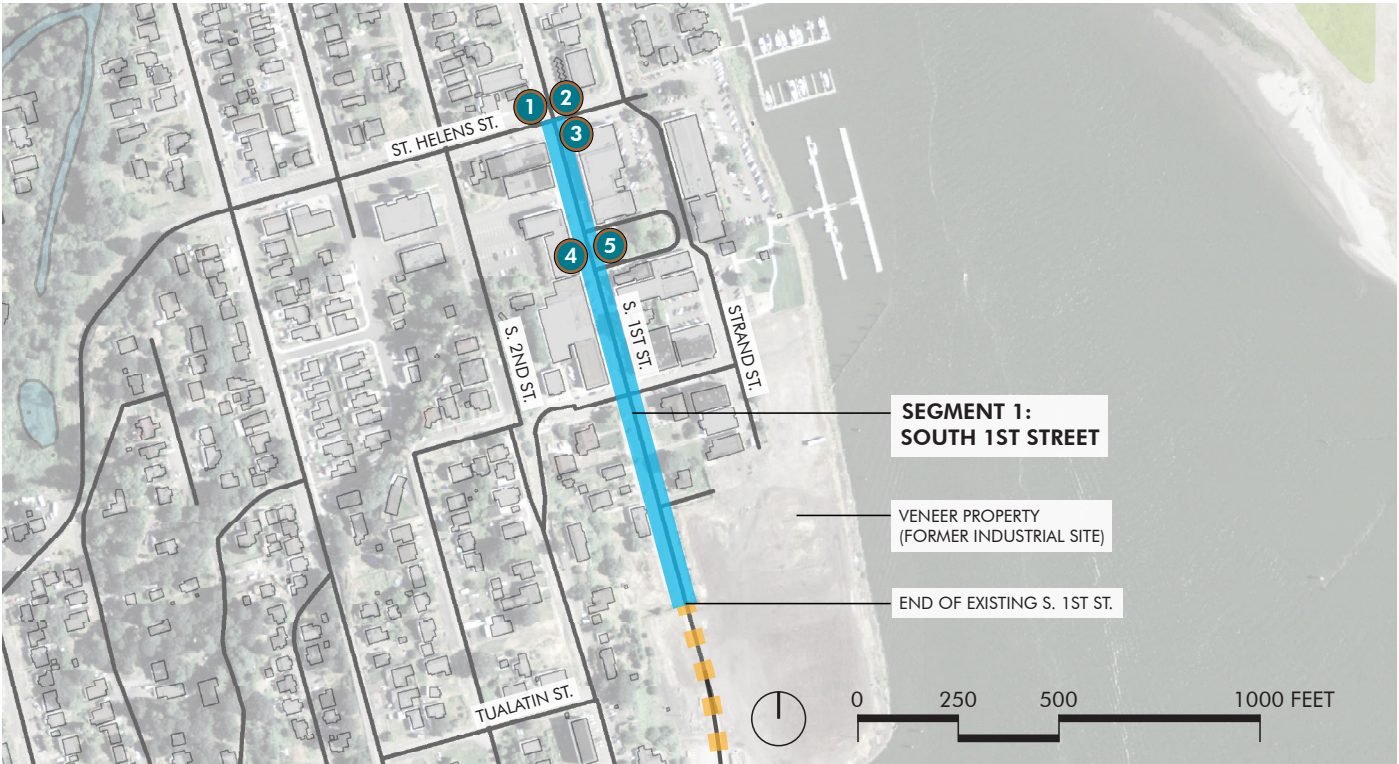 1
2
3
ST. HELENS ST.
4
5
S. 2ND ST.
S. 1ST ST.
STRAND ST.
SEGMENT 1:
SOUTH 1ST STREET
VENEER PROPERTY
(FORMER INDUSTRIAL SITE)
END OF EXISTING S. 1ST ST.
TUALATIN ST.
0 250 500 1000 FEET